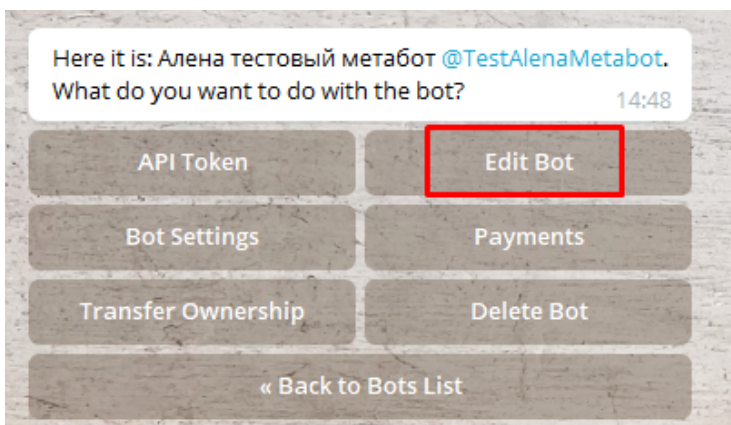 Here it is: Алена тестовый метабот @TestAlenaMetabot.
What do you want to do with the bot?
14:48
API Token
Edit Bot
Bot Settings
Payments
Transfer Ownership
Delete Bot
« Back to Bots List